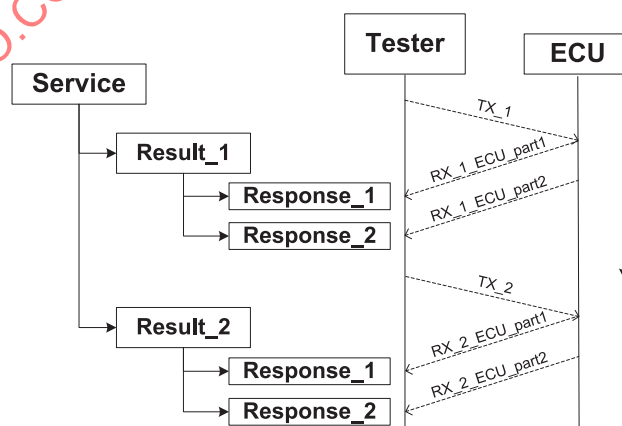 Tester
ECU
Service
TX_1
Result_1
RX_1_ECU_part1
Response_1
RX_1_ECU_part2
Response_2
TX_2
Result_2
RX_2_ECU_part1
Response_1
RX_2_ECU_part2
Response_2